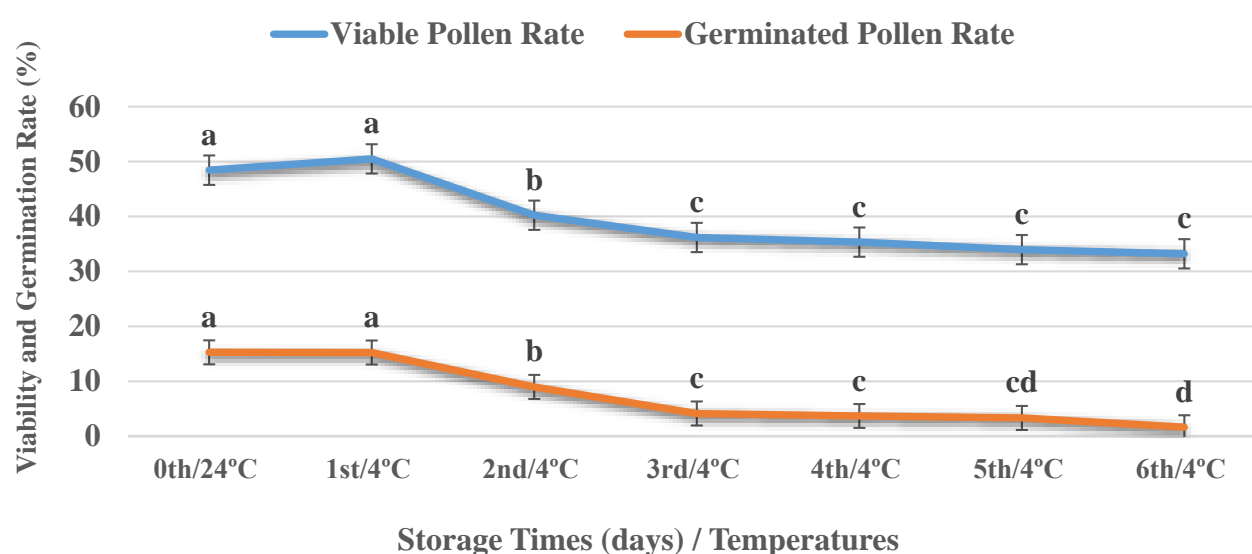 Viable Pollen Rate Germinated Pollen Rate
Viability and Germination Rate (%)
60
50
40
30
20
10
0
a a b c c c c
a a b c c cd d
0th/24ºC 1st/4ºC 2nd/4ºC 3rd/4ºC 4th/4ºC 5th/4ºC 6th/4ºC
Storage Times (days) / Temperatures